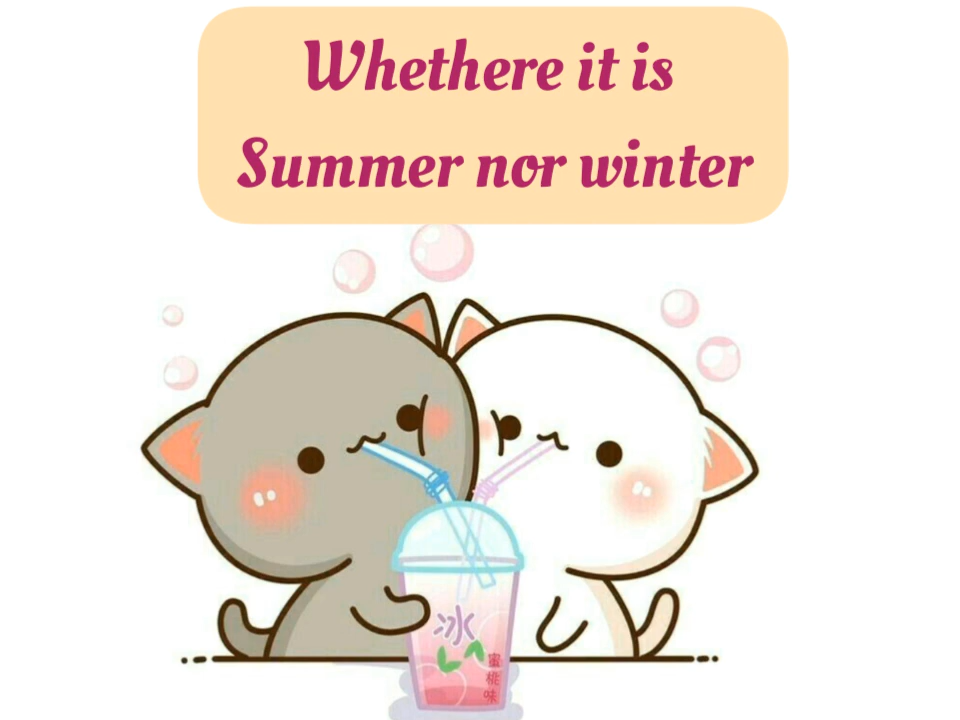 Whethere it is
Summer nor winter
冰
蜜桃味